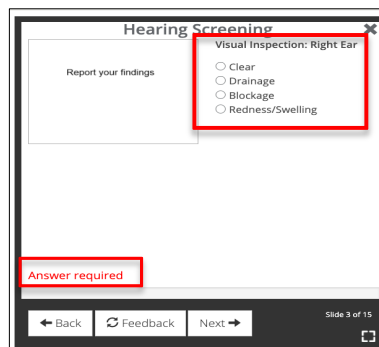 Hearing Screening
Visual Inspection: Right Ear
Report your findings
Clear
Drainage
Blockage
Redness/Swelling
Answer required
Back
Feedback
Next
Slide 3 of 15